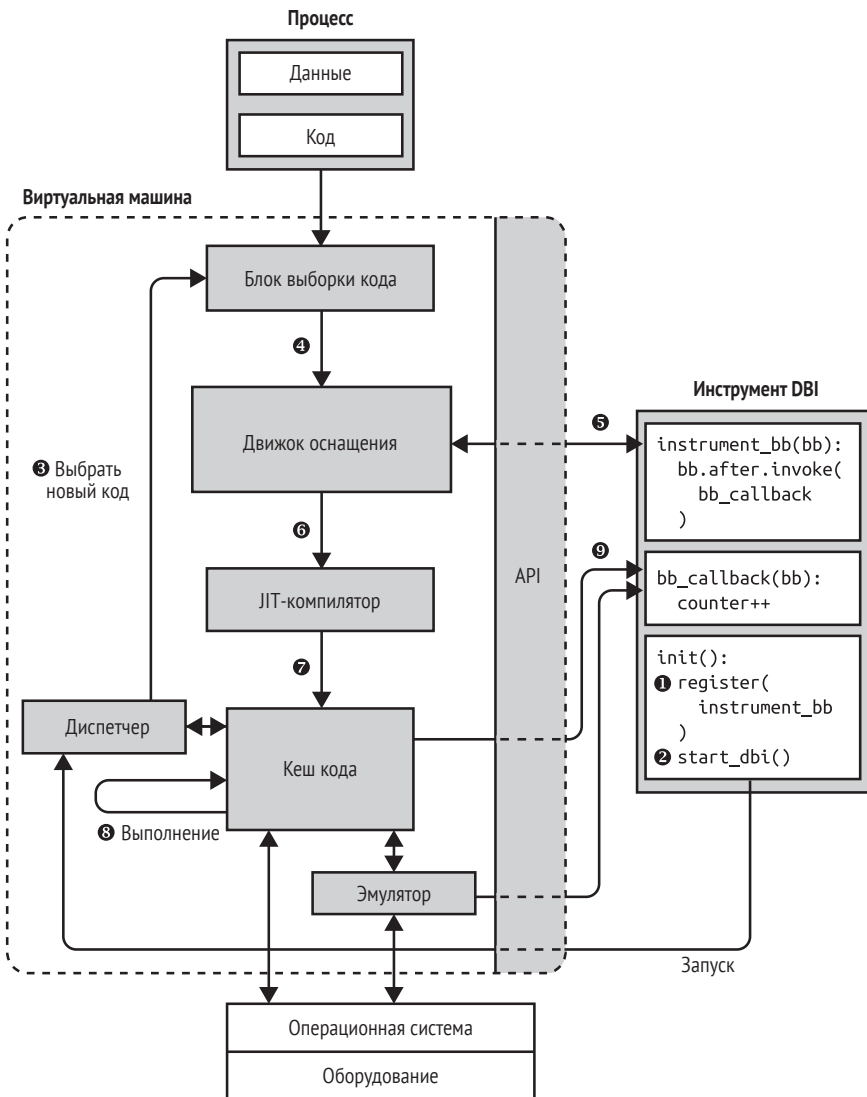 Процесс
Данные
Код
Виртуальная машина
Блок выборки кода
❹
Движок оснащения
❸ Выбрать
новый код
❻
JIT-компилятор
❼
Диспетчер
Кеш кода
❽ Выполнение
Эмулятор
API
Инструмент DBI
❺
instrument_bb(bb):
bb.after.invoke(
bb_callback
)
❾
bb_callback(bb):
counter++
init():
❶ register(
instrument_bb
)
❷ start_dbi()
Запуск
Операционная система
Оборудование